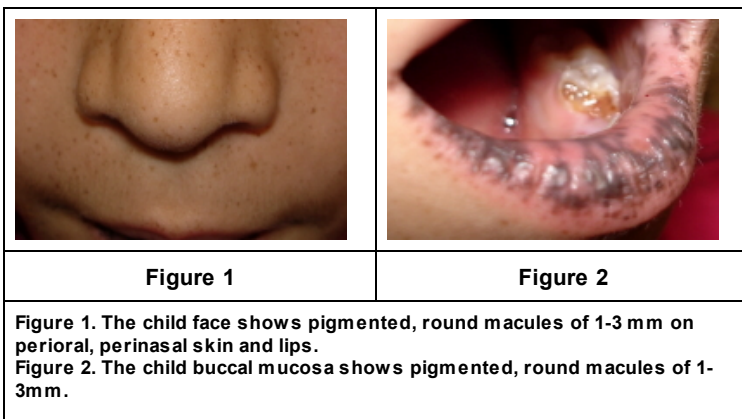 Figure 1
Figure 2
Figure 1. The child face shows pigmented, round macules of 1-3 mm on
perioral, perinasal skin and lips.
Figure 2. The child buccal mucosa shows pigmented, round macules of 1-
3mm.